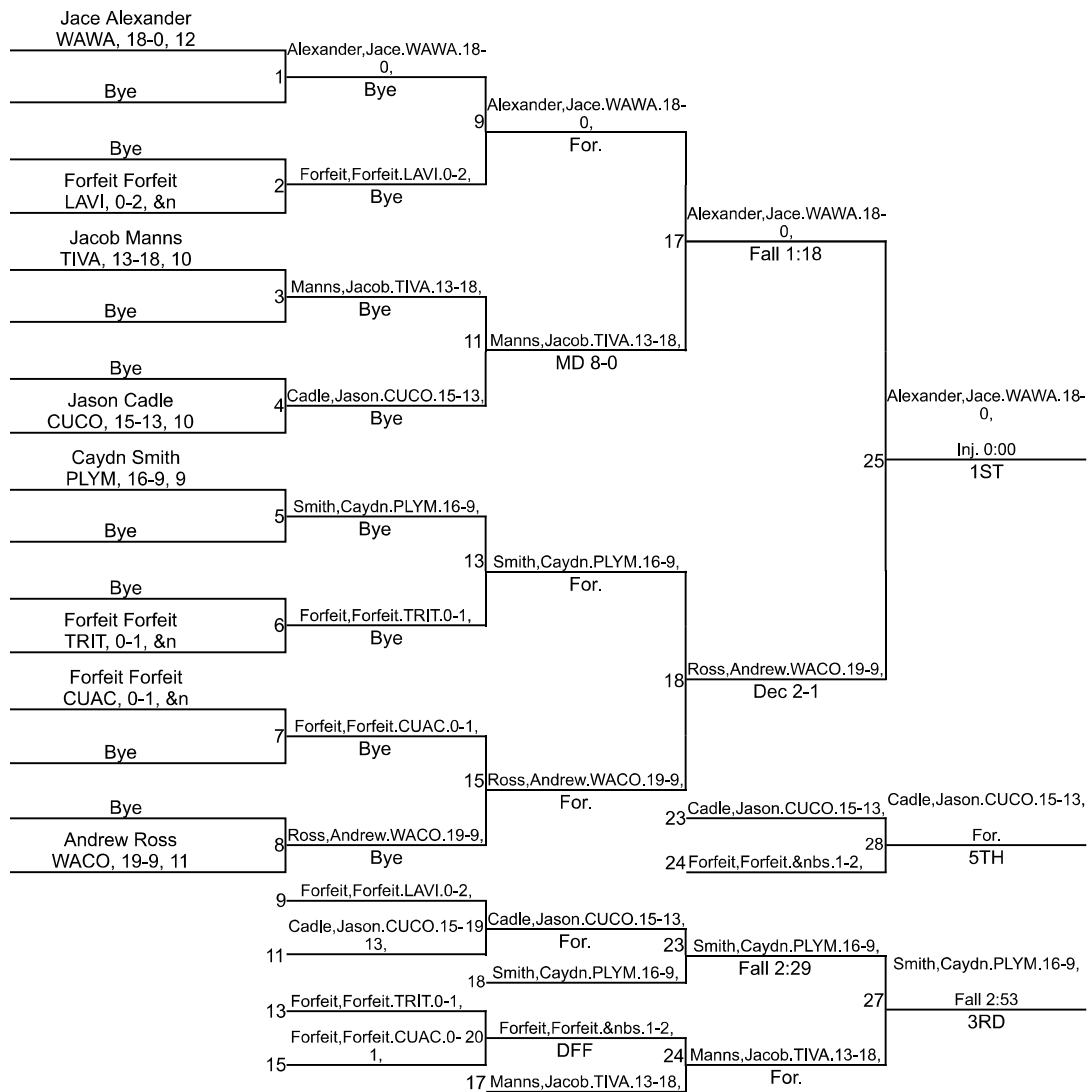 Jace Alexander
WAWA, 18-0, 12
Bye
1
Alexander,Jace.WAWA.18-
0,
Bye
Bye
Forfeit Forfeit
LAVI, 0-2, &n
2
Forfeit,Forfeit.LAVI.0-2,
Bye
9
Alexander,Jace.WAWA.18-
0,
For.
Jacob Manns
TIVA, 13-18, 10
Bye
3
Manns,Jacob.TIVA.13-18,
Bye
Bye
Jason Cadle
CUCO, 15-13, 10
4
Cadle,Jason.CUCO.15-13,
Bye
11
Manns,Jacob.TIVA.13-18,
MD 8-0
17
Alexander,Jace.WAWA.18-
0,
Fall 1:18
Caydn Smith
PLYM, 16-9, 9
Bye
5
Smith,Caydn.PLYM.16-9,
Bye
Bye
Forfeit Forfeit
TRIT, 0-1, &n
6
Forfeit,Forfeit.TRIT.0-1,
Bye
13
Smith,Caydn.PLYM.16-9,
For.
Forfeit Forfeit
CUAC, 0-1, &n
Bye
7
Forfeit,Forfeit.CUAC.0-1,
Bye
Bye
Andrew Ross
WACO, 19-9, 11
8
Ross,Andrew.WACO.19-9,
Bye
15
Ross,Andrew.WACO.19-9,
For.
18
Ross,Andrew.WACO.19-9,
Dec 2-1
25
Alexander,Jace.WAWA.18-
0,
Inj. 0:00
1ST
23
Cadle,Jason.CUCO.15-13,
24
Forfeit,Forfeit.&nbs.1-2,
28
Cadle,Jason.CUCO.15-13,
For.
5TH
9
Forfeit,Forfeit.LAVI.0-2,
11
Cadle,Jason.CUCO.15-
13,
19
Cadle,Jason.CUCO.15-13,
For.
18
Smith,Caydn.PLYM.16-9,
23
Smith,Caydn.PLYM.16-9,
Fall 2:29
13
Forfeit,Forfeit.TRIT.0-1,
15
Forfeit,Forfeit.CUAC.0-
1,
20
Forfeit,Forfeit.&nbs.1-2,
DFF
17
Manns,Jacob.TIVA.13-18,
24
Manns,Jacob.TIVA.13-18,
For.
27
Smith,Caydn.PLYM.16-9,
Fall 2:53
3RD